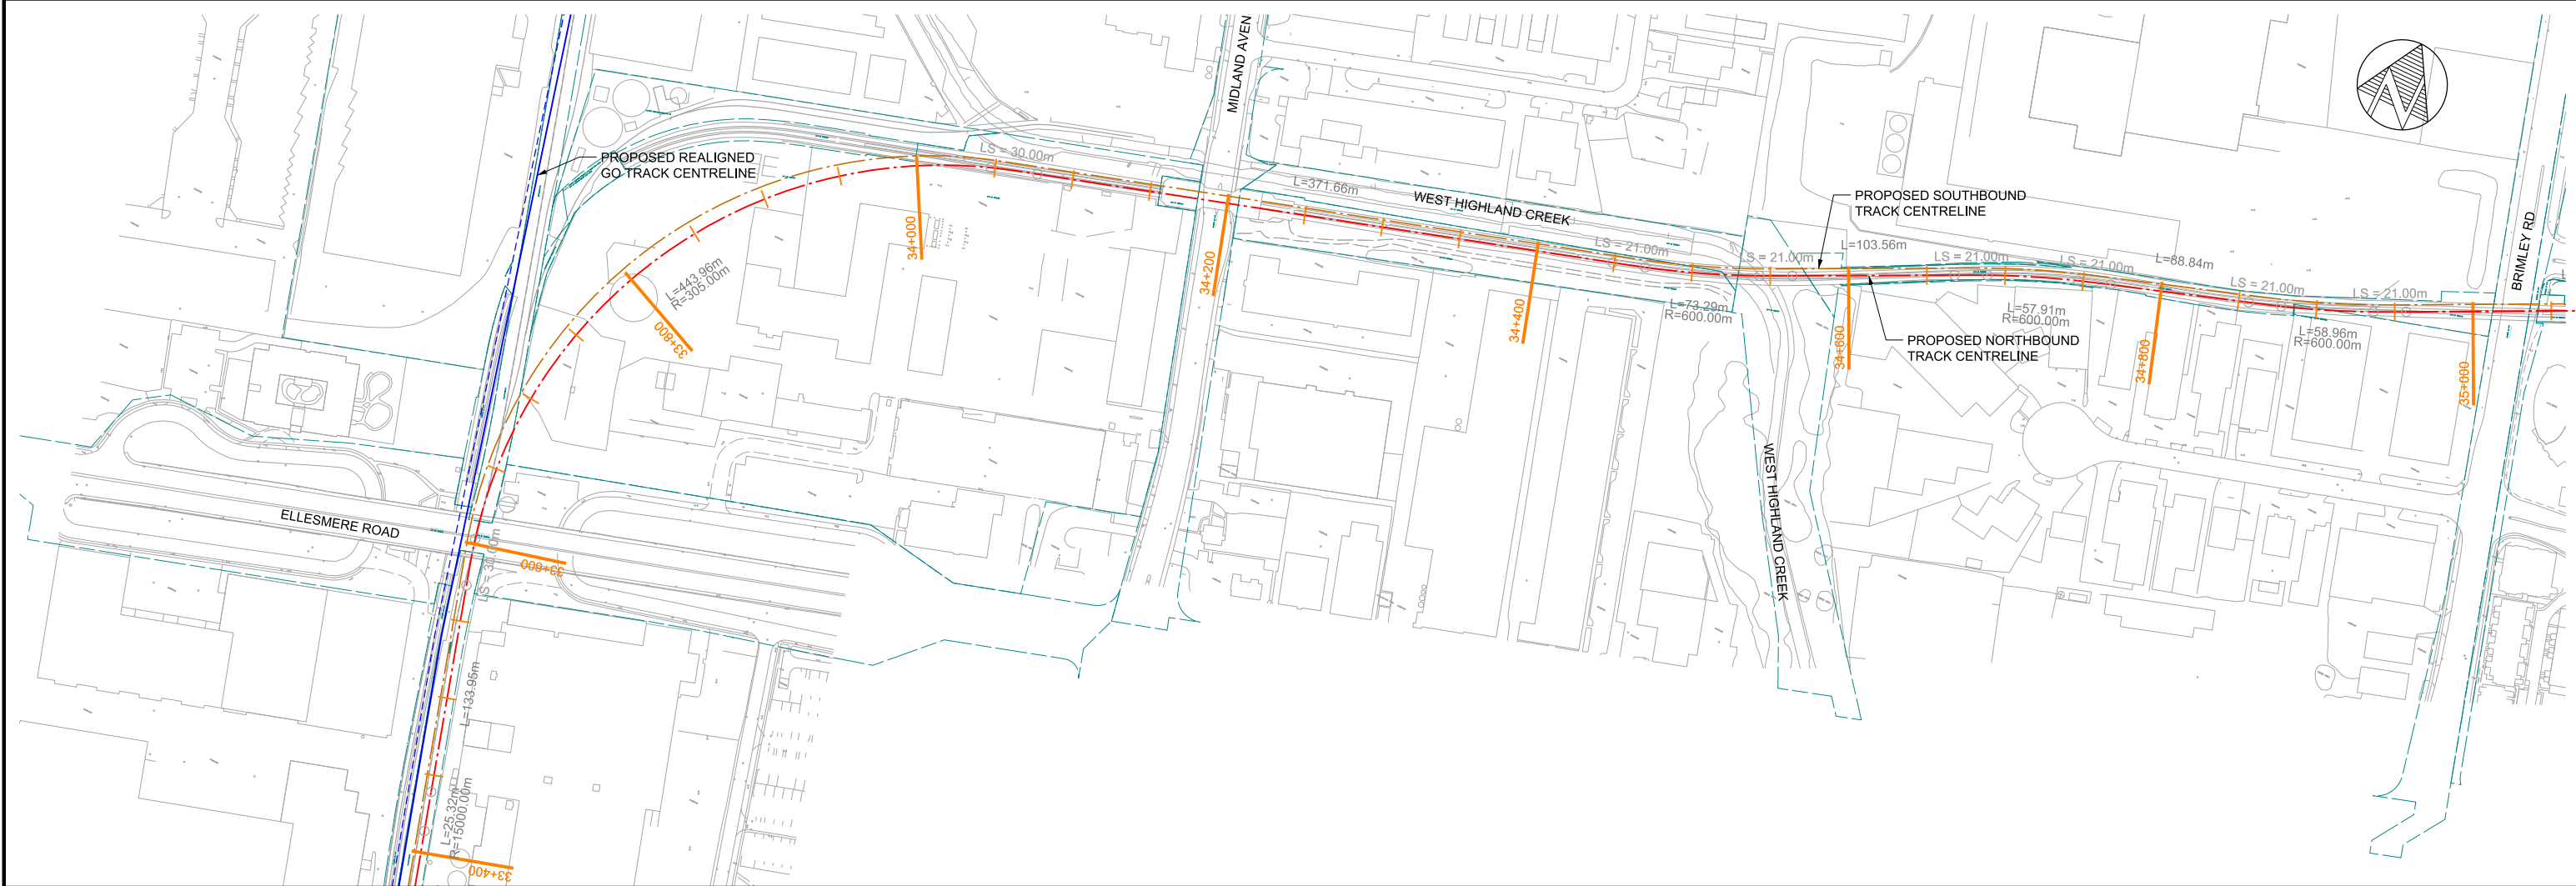 MIDLAND AVEN
PROPOSED REALIGNED
GO TRACK CENTRELINE
LS = 30.00m
L=371.66m
WEST HIGHLAND CREEK
PROPOSED SOUTHBOUND
TRACK CENTRELINE
BRIMLEY RD
34+000
34+200
LS = 21.00m
LS = 21.00m
L=103.56m
LS = 21.00m
LS = 21.00m
L=88.84m
LS = 21.00m
LS = 21.00m
L=443.96m
R=305.00m
33+800
34+400
L=73.29m
R=600.00m
34+600
L=57.91m
R=600.00m
PROPOSED NORTHBOUND
TRACK CENTRELINE
34+800
L=58.96m
R=600.00m
35+000
ELLESMERE ROAD
LS = 30.00m
33+800
WEST HIGHLAND CREEK
L=133.95m
L=25.32m
R=15000.00m
33+400